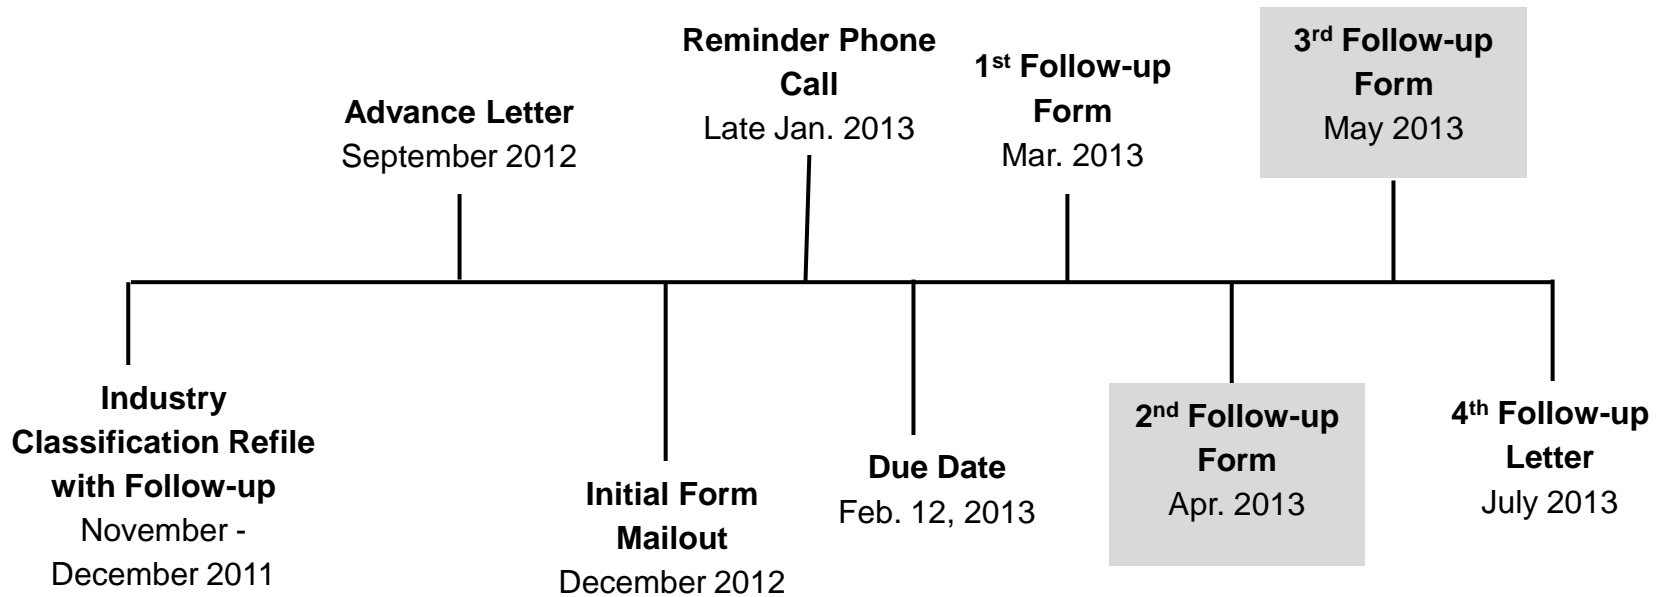 Reminder Phone
Call
Late Jan. 2013
1st Follow-up
Form
Mar. 2013
3rd Follow-up
Form
May 2013
Advance Letter
September 2012
Industry
Classification Refile
with Follow-up
November -
December 2011
Initial Form
Mailout
December 2012
Due Date
Feb. 12, 2013
2nd Follow-up
Form
Apr. 2013
4th Follow-up
Letter
July 2013